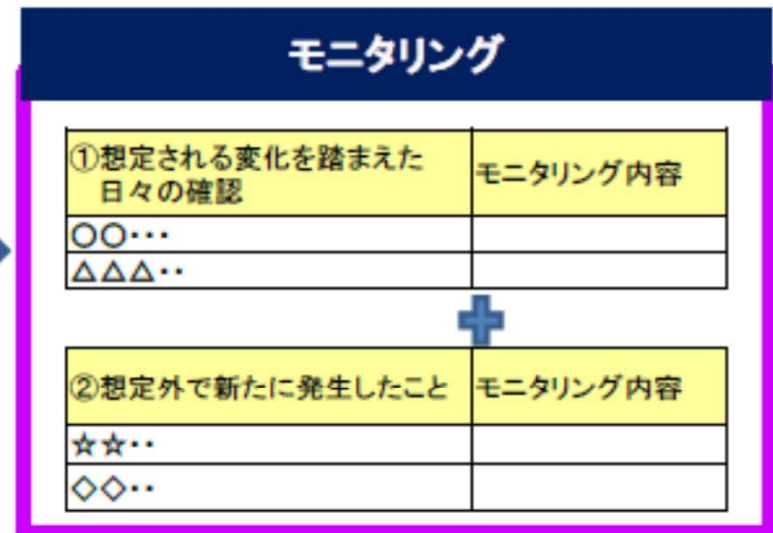 モニタリング
①想定される変化を踏まえた
日々の確認
モニタリング内容
〇〇・・・
△△△・・
②想定外で新たに発生したこと
モニタリング内容
☆☆・・
◇◇・・